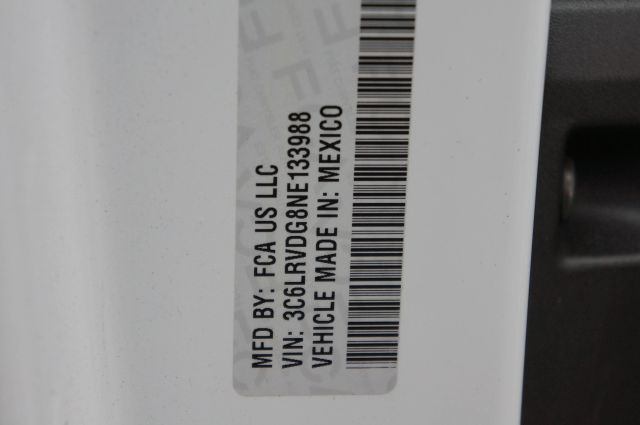 MFD BY: FCA US LLC
VIN: 3C6LRVDG8NE133988
VEHICLE MADE IN: MEXICO